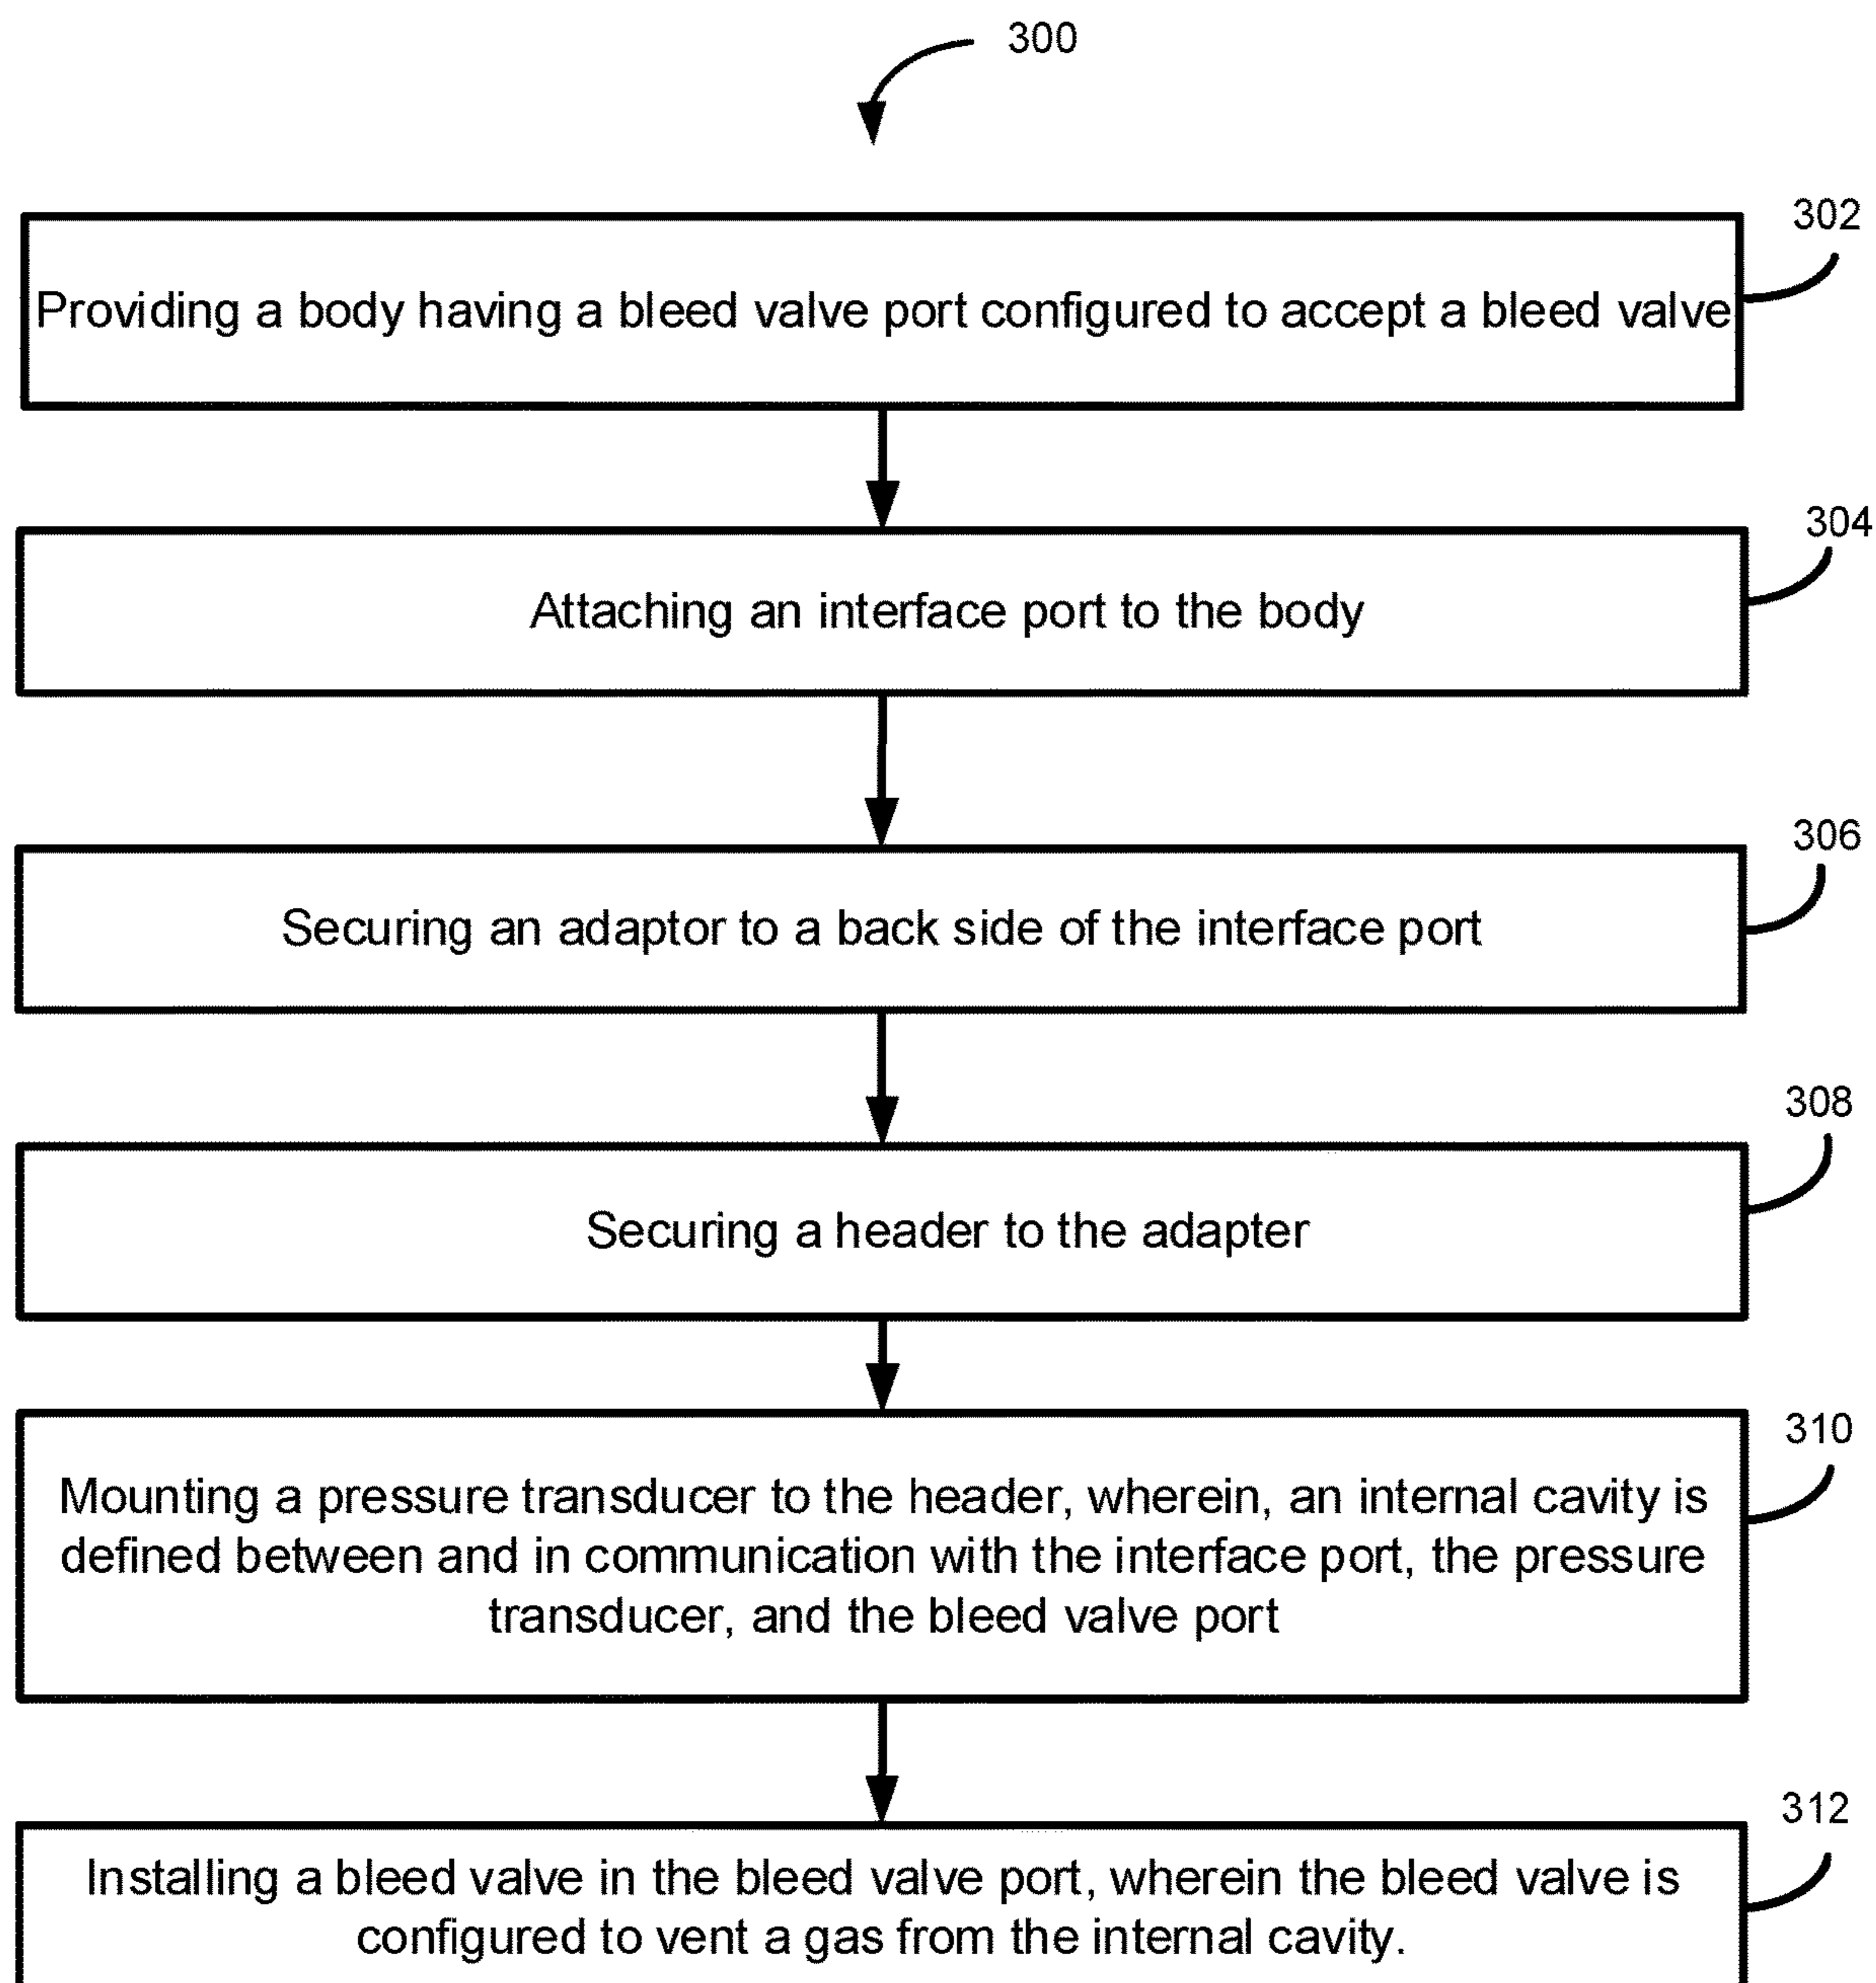 300
302
Providing a body having a bleed valve port configured to accept a bleed valve
304
Attaching an interface port to the body
306
Securing an adaptor to a back side of the interface port
308
Securing a header to the adapter
310
Mounting a pressure transducer to the header, wherein, an internal cavity is
defined between and in communication with the interface port, the pressure
transducer, and the bleed valve port
312
Installing a bleed valve in the bleed valve port, wherein the bleed valve is
configured to vent a gas from the internal cavity.